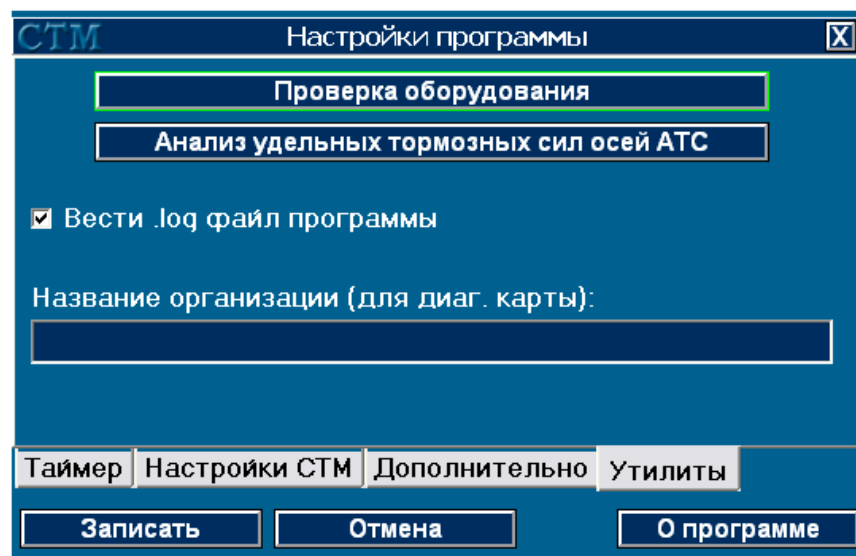 СТМ Настройки программы X
Проверка оборудования
Анализ удельных тормозных сил осей АТС
Вести .log файл программы
Название организации (для диаг. карты):
Таймер Настройки СТМ Дополнительно Утилиты
Записать Отмена О программе